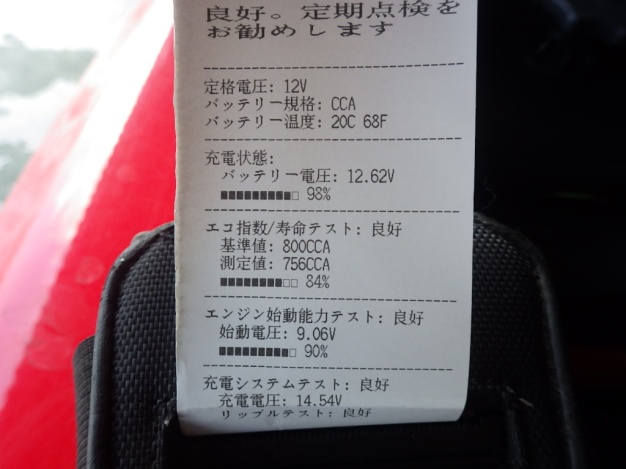 良好。定期点検を
お勧めします
定格電圧: 12V
バッテリー規格: CCA
バッテリー温度: 20C 68F
充電状態:
バッテリー電圧: 12.62V
98%
エコ指数/寿命テスト: 良好
基準値: 800CCA
測定値: 756CCA
84%
エンジン始動能力テスト: 良好
始動電圧: 9.06V
90%
充電システムテスト: 良好
充電電圧: 14.54V
リップルテスト: 良好